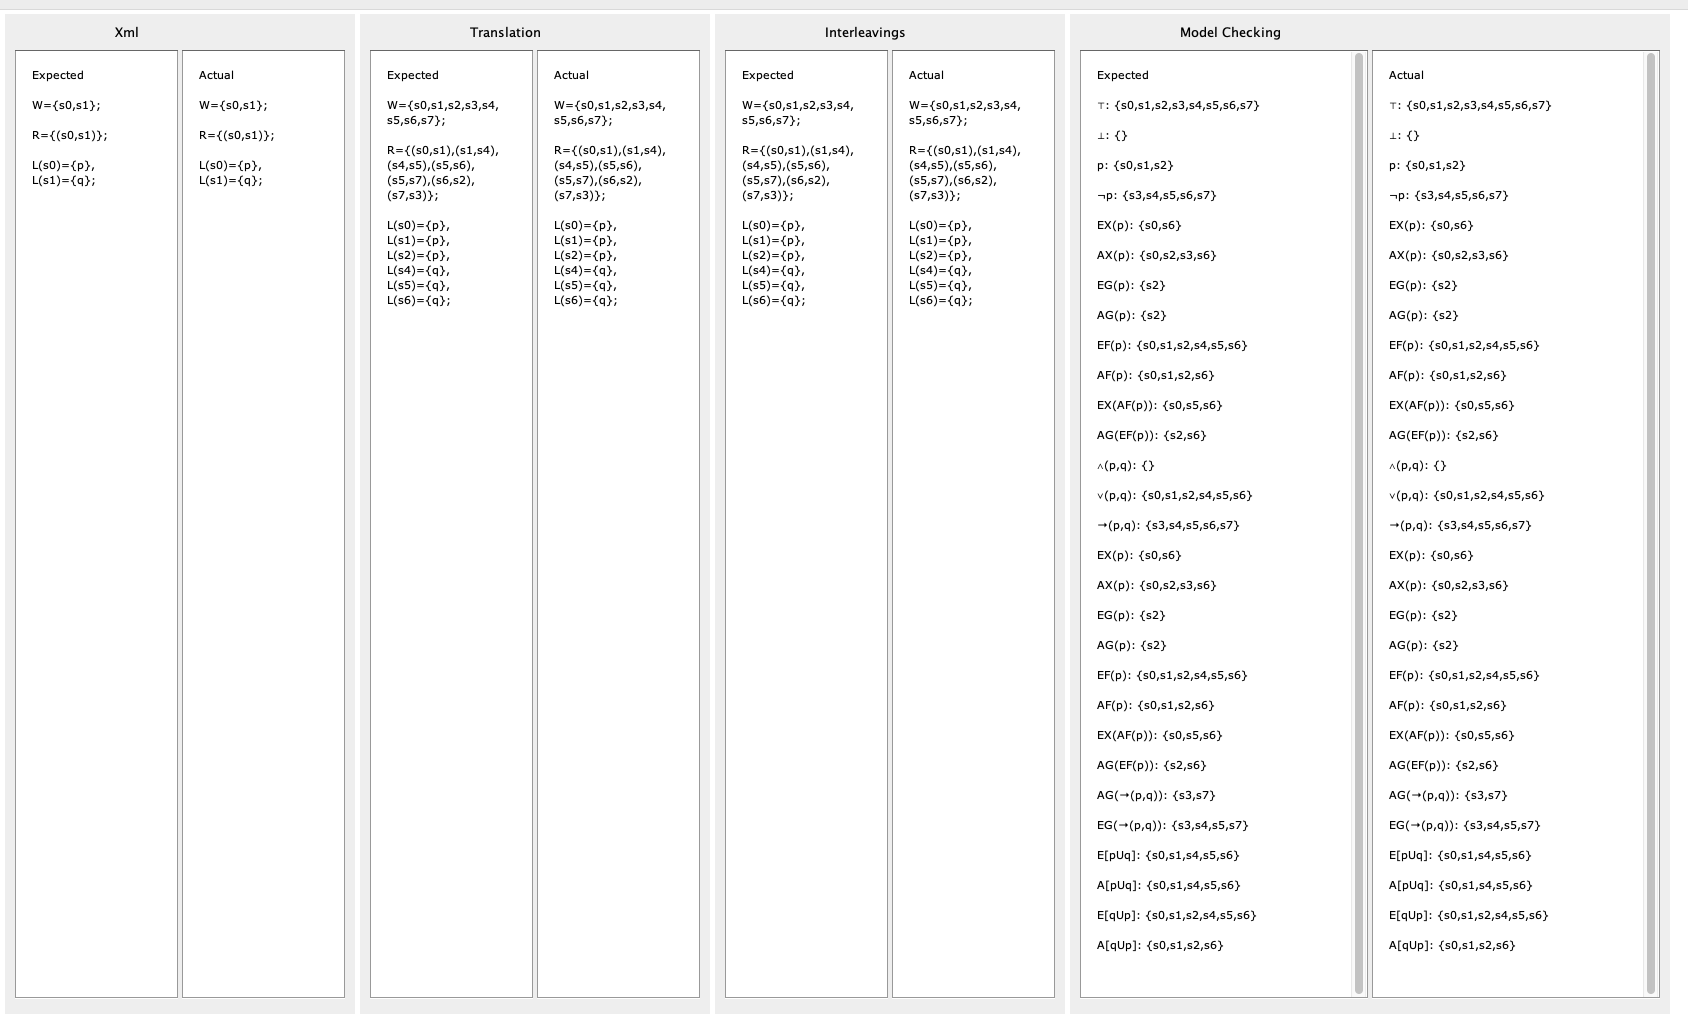 Xml
Expected
W={s0,s1};
R={(s0,s1)};
L(s0)={p},
L(s1)={q};
Actual
W={s0,s1};
R={(s0,s1)};
L(s0)={p},
L(s1)={q};
Translation
Expected
W={s0,s1,s2,s3,s4,
s5,s6,s7};
R={(s0,s1),(s1,s4),
(s4,s5),(s5,s6),
(s5,s7),(s6,s2),
(s7,s3)};
L(s0)={p},
L(s1)={p},
L(s2)={p},
L(s4)={q},
L(s5)={q},
L(s6)={q};
Actual
W={s0,s1,s2,s3,s4,
s5,s6,s7};
R={(s0,s1),(s1,s4),
(s4,s5),(s5,s6),
(s5,s7),(s6,s2),
(s7,s3)};
L(s0)={p},
L(s1)={p},
L(s2)={p},
L(s4)={q},
L(s5)={q},
L(s6)={q};
Interleavings
Expected
W={s0,s1,s2,s3,s4,
s5,s6,s7};
R={(s0,s1),(s1,s4),
(s4,s5),(s5,s6),
(s5,s7),(s6,s2),
(s7,s3)};
L(s0)={p},
L(s1)={p},
L(s2)={p},
L(s4)={q},
L(s5)={q},
L(s6)={q};
Actual
W={s0,s1,s2,s3,s4,
s5,s6,s7};
R={(s0,s1),(s1,s4),
(s4,s5),(s5,s6),
(s5,s7),(s6,s2),
(s7,s3)};
L(s0)={p},
L(s1)={p},
L(s2)={p},
L(s4)={q},
L(s5)={q},
L(s6)={q};
Model Checking
Expected
⊤: {s0,s1,s2,s3,s4,s5,s6,s7}
⊥: {}
p: {s0,s1,s2}
¬p: {s3,s4,s5,s6,s7}
EX(p): {s0,s6}
AX(p): {s0,s2,s3,s6}
EG(p): {s2}
AG(p): {s2}
EF(p): {s0,s1,s2,s4,s5,s6}
AF(p): {s0,s1,s2,s6}
EX(AF(p)): {s0,s5,s6}
AG(EF(p)): {s2,s6}
∧(p,q): {}
∨(p,q): {s0,s1,s2,s4,s5,s6}
→(p,q): {s3,s4,s5,s6,s7}
EX(p): {s0,s6}
AX(p): {s0,s2,s3,s6}
EG(p): {s2}
AG(p): {s2}
EF(p): {s0,s1,s2,s4,s5,s6}
AF(p): {s0,s1,s2,s6}
EX(AF(p)): {s0,s5,s6}
AG(EF(p)): {s2,s6}
AG(→(p,q)): {s3,s7}
EG(→(p,q)): {s3,s4,s5,s7}
E[pUq]: {s0,s1,s4,s5,s6}
A[pUq]: {s0,s1,s4,s5,s6}
E[qUp]: {s0,s1,s2,s4,s5,s6}
A[qUp]: {s0,s1,s2,s6}
Actual
⊤: {s0,s1,s2,s3,s4,s5,s6,s7}
⊥: {}
p: {s0,s1,s2}
¬p: {s3,s4,s5,s6,s7}
EX(p): {s0,s6}
AX(p): {s0,s2,s3,s6}
EG(p): {s2}
AG(p): {s2}
EF(p): {s0,s1,s2,s4,s5,s6}
AF(p): {s0,s1,s2,s6}
EX(AF(p)): {s0,s5,s6}
AG(EF(p)): {s2,s6}
∧(p,q): {}
∨(p,q): {s0,s1,s2,s4,s5,s6}
→(p,q): {s3,s4,s5,s6,s7}
EX(p): {s0,s6}
AX(p): {s0,s2,s3,s6}
EG(p): {s2}
AG(p): {s2}
EF(p): {s0,s1,s2,s4,s5,s6}
AF(p): {s0,s1,s2,s6}
EX(AF(p)): {s0,s5,s6}
AG(EF(p)): {s2,s6}
AG(→(p,q)): {s3,s7}
EG(→(p,q)): {s3,s4,s5,s7}
E[pUq]: {s0,s1,s4,s5,s6}
A[pUq]: {s0,s1,s4,s5,s6}
E[qUp]: {s0,s1,s2,s4,s5,s6}
A[qUp]: {s0,s1,s2,s6}